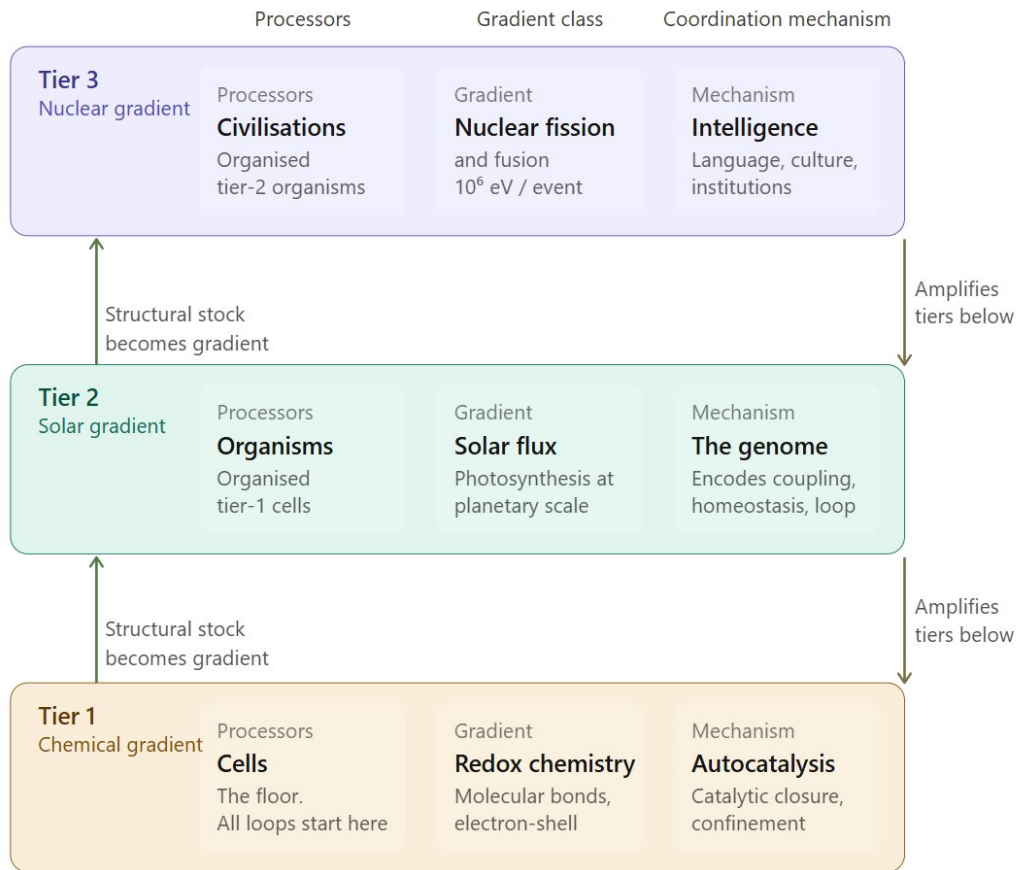 Processors
Gradient class
Coordination mechanism
Tier 3
Nuclear gradient
Processors
Civilisations
Organised
tier-2 organisms
Gradient
Nuclear fission
and fusion
10⁶ eV / event
Mechanism
Intelligence
Language, culture,
institutions
Structural stock
becomes gradient
Amplifies
tiers below
Tier 2
Solar gradient
Processors
Organisms
Organised
tier-1 cells
Gradient
Solar flux
Photosynthesis at
planetary scale
Mechanism
The genome
Encodes coupling,
homeostasis, loop
Structural stock
becomes gradient
Amplifies
tiers below
Tier 1
Chemical gradient
Processors
Cells
The floor.
All loops start here
Gradient
Redox chemistry
Molecular bonds,
electron-shell
Mechanism
Autocatalysis
Catalytic closure,
confinement